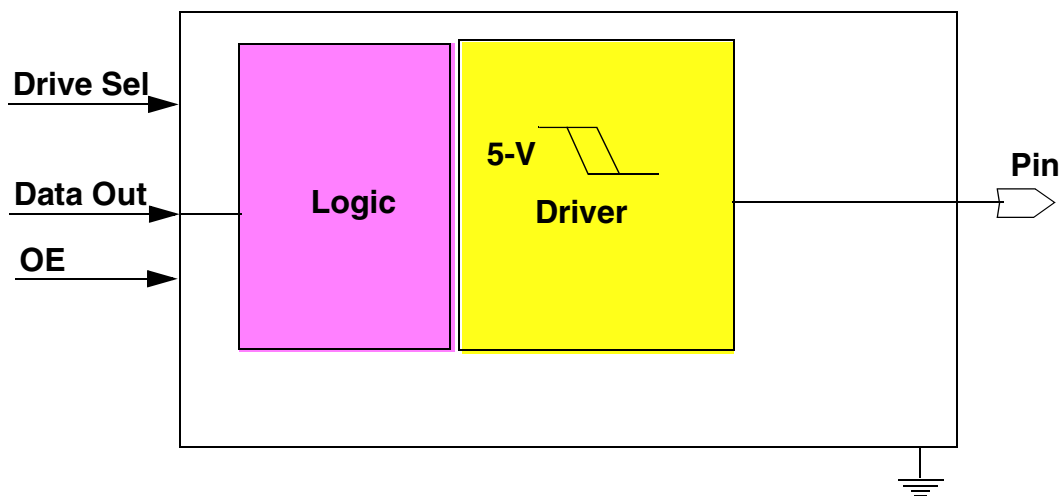 Drive Sel
Data Out
OE
Logic
5-V
Driver
Pin